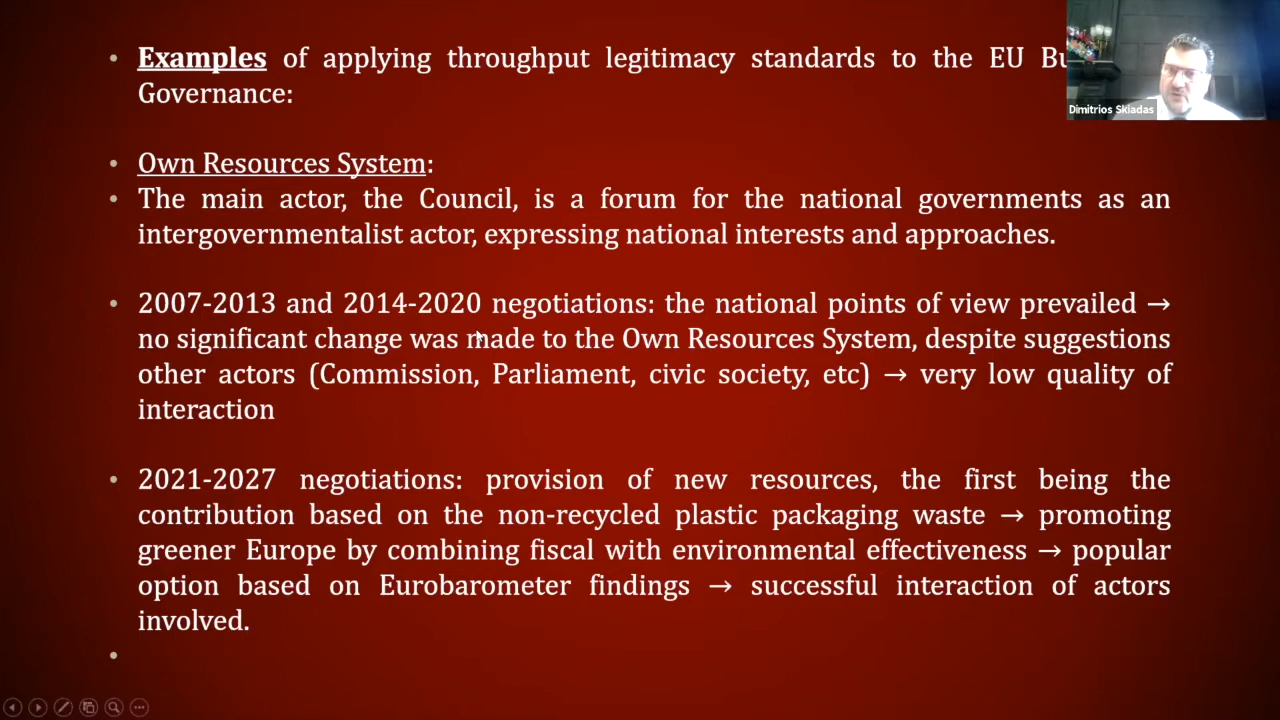 • Examples of applying throughput legitimacy standards to the EU Bu
Governance:
• Own Resources System:
• The main actor, the Council, is a forum for the national governments as an
intergovernmentalist actor, expressing national interests and approaches.
• 2007-2013 and 2014-2020 negotiations: the national points of view prevailed →
no significant change was made to the Own Resources System, despite suggestions
other actors (Commission, Parliament, civic society, etc) → very low quality of
interaction
• 2021-2027 negotiations: provision of new resources, the first being the
contribution based on the non-recycled plastic packaging waste → promoting
greener Europe by combining fiscal with environmental effectiveness → popular
option based on Eurobarometer findings → successful interaction of actors
involved.
•
Dimitrios Skiadas